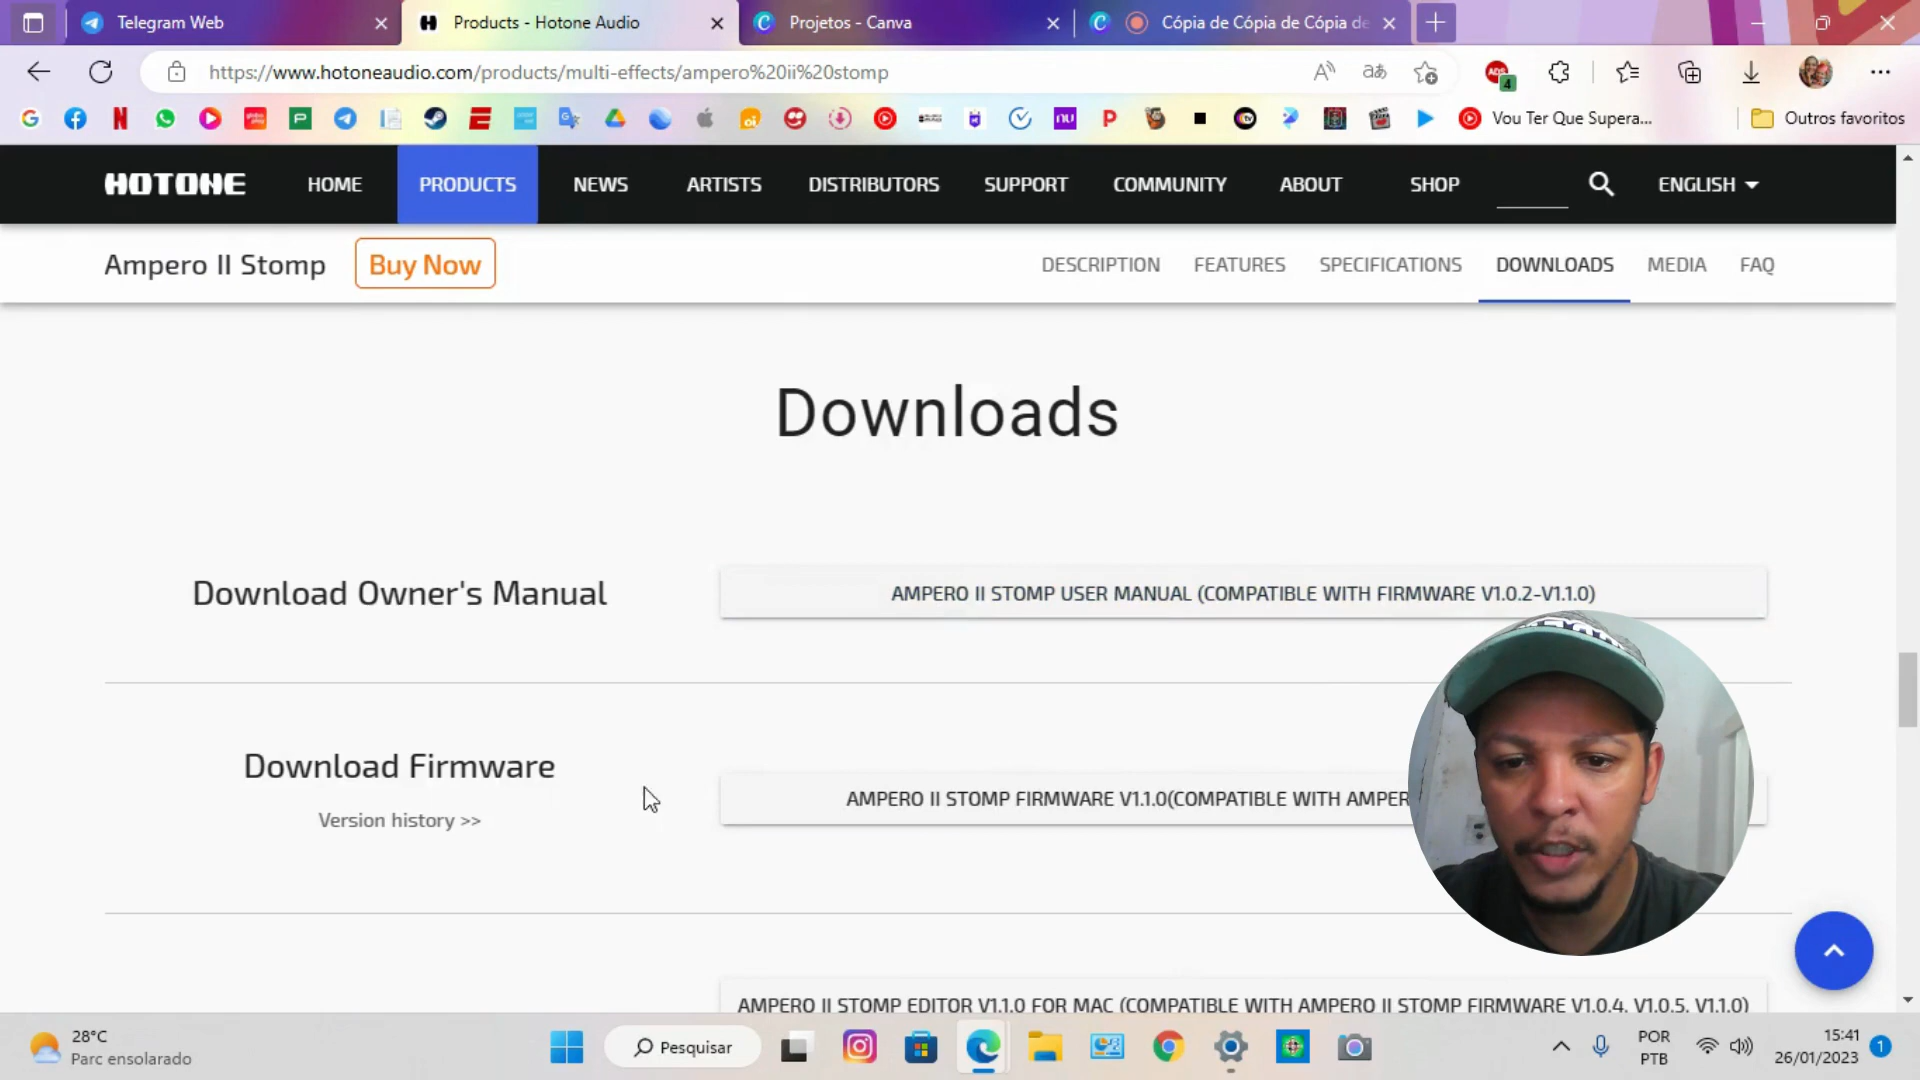 Telegram Web
Products - Hotone Audio
Projetos - Canva
Cópia de Cópia de Cópia de
https://www.hotoneaudio.com/products/multi-effects/ampero%20ii%20stomp
Vou Ter Que Supera...
Outros favoritos
HOTONE
HOME
PRODUCTS
NEWS
ARTISTS
DISTRIBUTORS
SUPPORT
COMMUNITY
ABOUT
SHOP
ENGLISH
Ampero II Stomp
Buy Now
DESCRIPTION
FEATURES
SPECIFICATIONS
DOWNLOADS
MEDIA
FAQ
Downloads
Download Owner's Manual
AMPERO II STOMP USER MANUAL (COMPATIBLE WITH FIRMWARE V1.0.2-V1.1.0)
Download Firmware
Version history >>
AMPERO II STOMP FIRMWARE V1.1.0(COMPATIBLE WITH AMPER
AMPERO II STOMP EDITOR V1.1.0 FOR MAC (COMPATIBLE WITH AMPERO II STOMP FIRMWARE V1.0.4, V1.0.5, V1.1.0)
28°C
Parc ensolarado
Pesquisar
POR
PTB
15:41
26/01/2023
1